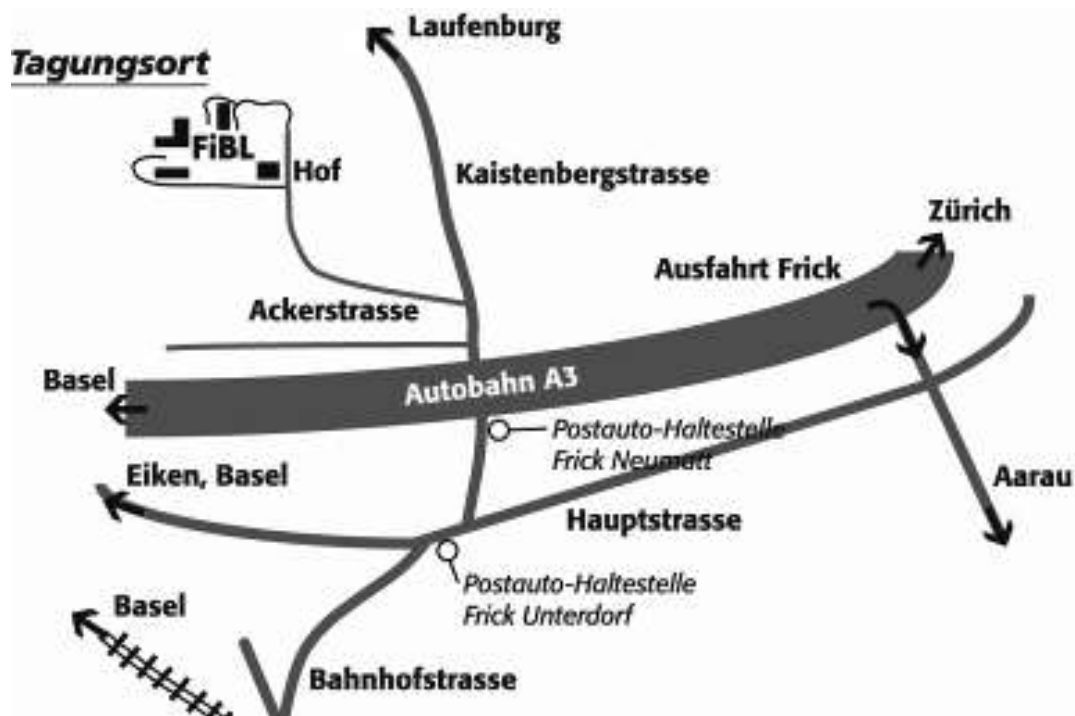 Laufenburg
Tagungsort
FiBL
Hof
Kaistenbergstrasse
Zürich
Ausfahrt Frick
Ackerstrasse
Basel
Autobahn A3
Postauto-Haltestelle
Frick Neumatt
Eiken, Basel
Aarau
Hauptstrasse
Postauto-Haltestelle
Frick Unterdorf
Basel
Bahnhofstrasse